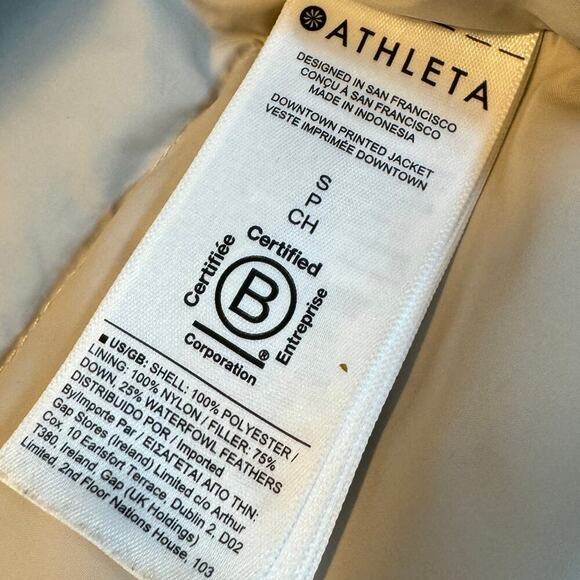 ATHLETA
DESIGNED IN SAN FRANCISCO
CONÇU À SAN FRANCISCO
MADE IN INDONESIA
DOWNTOWN PRINTED JACKET
VESTE IMPRIMÉE DOWNTOWN
S
P
CH
Certified
Certifiée
B
Entreprise
®
Corporation
■ US/GB: SHELL: 100% POLYESTER /
LINING: 100% NYLON / FILLER: 75%
DOWN, 25% WATERFOWL FEATHERS
DISTRIBUIDO POR / Imported
By/Importe Par / ΕΙΣΑΓΕΤΑΙ ΑΠΟ ΤΗΝ:
Gap Stores (Ireland) Limited c/o Arthur
Cox, 10 Earlsfort Terrace, Dublin 2, D02
T380, Ireland, Gap (UK Holdings)
Limited, 2nd Floor Nations House, 103